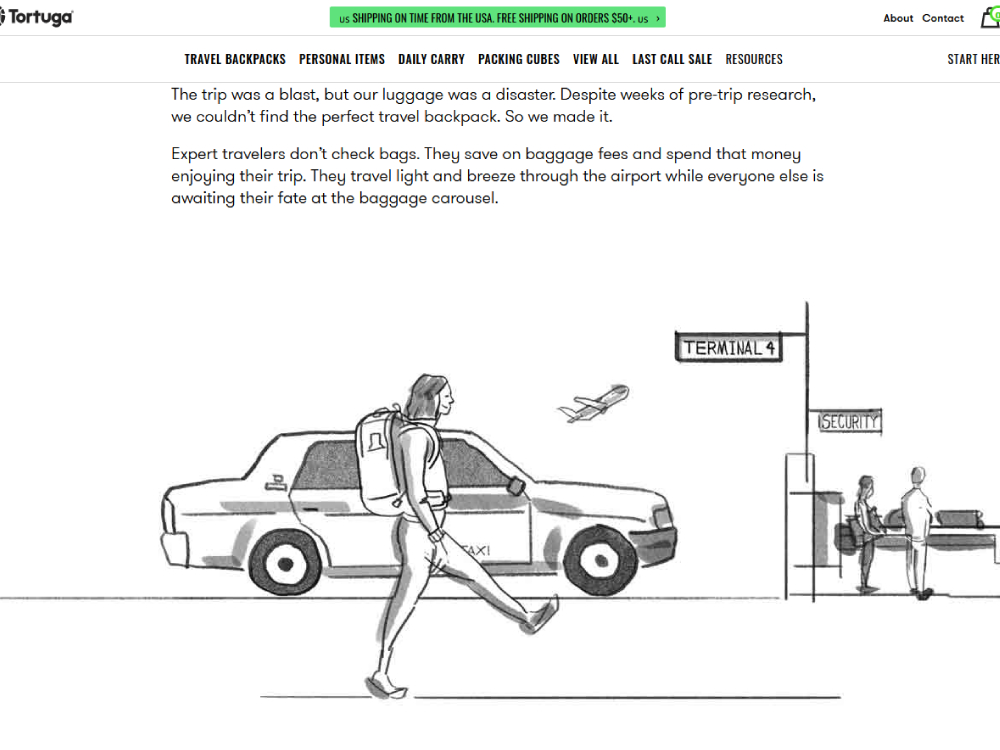 Tortuga
US SHIPPING ON TIME FROM THE USA. FREE SHIPPING ON ORDERS $50+. US >
About Contact
TRAVEL BACKPACKS PERSONAL ITEMS DAILY CARRY PACKING CUBES VIEW ALL LAST CALL SALE RESOURCES START HER
The trip was a blast, but our luggage was a disaster. Despite weeks of pre-trip research,
we couldn't find the perfect travel backpack. So we made it.
Expert travelers don't check bags. They save on baggage fees and spend that money
enjoying their trip. They travel light and breeze through the airport while everyone else is
awaiting their fate at the baggage carousel.
TERMINAL 4
SECURITY
TAXI